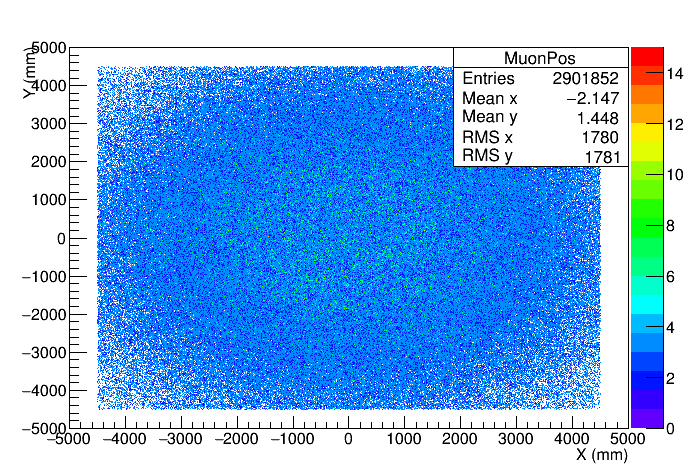 MuonPos
Entries 2901852
Mean x −2.147
Mean y 1.448
RMS x 1780
RMS y 1781
Y (mm)
5000
4000
3000
2000
1000
0
−1000
−2000
−3000
−4000
−5000
−5000 −4000 −3000 −2000 −1000 0 1000 2000 3000 4000 5000
X (mm)
14
12
10
8
6
4
2
0